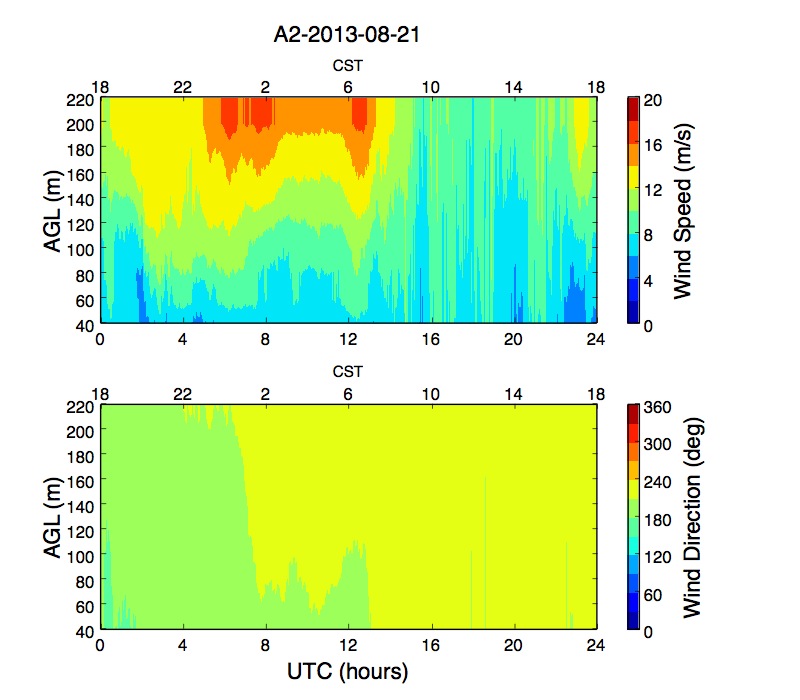 A2-2013-08-21
CST
18 22 2 6 10 14 18
220
200
180
160
140
120
100
80
60
40
AGL (m)
0 4 8 12 16 20 24
20
16
12
8
4
0
Wind Speed (m/s)
CST
18 22 2 6 10 14 18
220
200
180
160
140
120
100
80
60
40
AGL (m)
0 4 8 12 16 20 24
UTC (hours)
360
300
240
180
120
60
0
Wind Direction (deg)